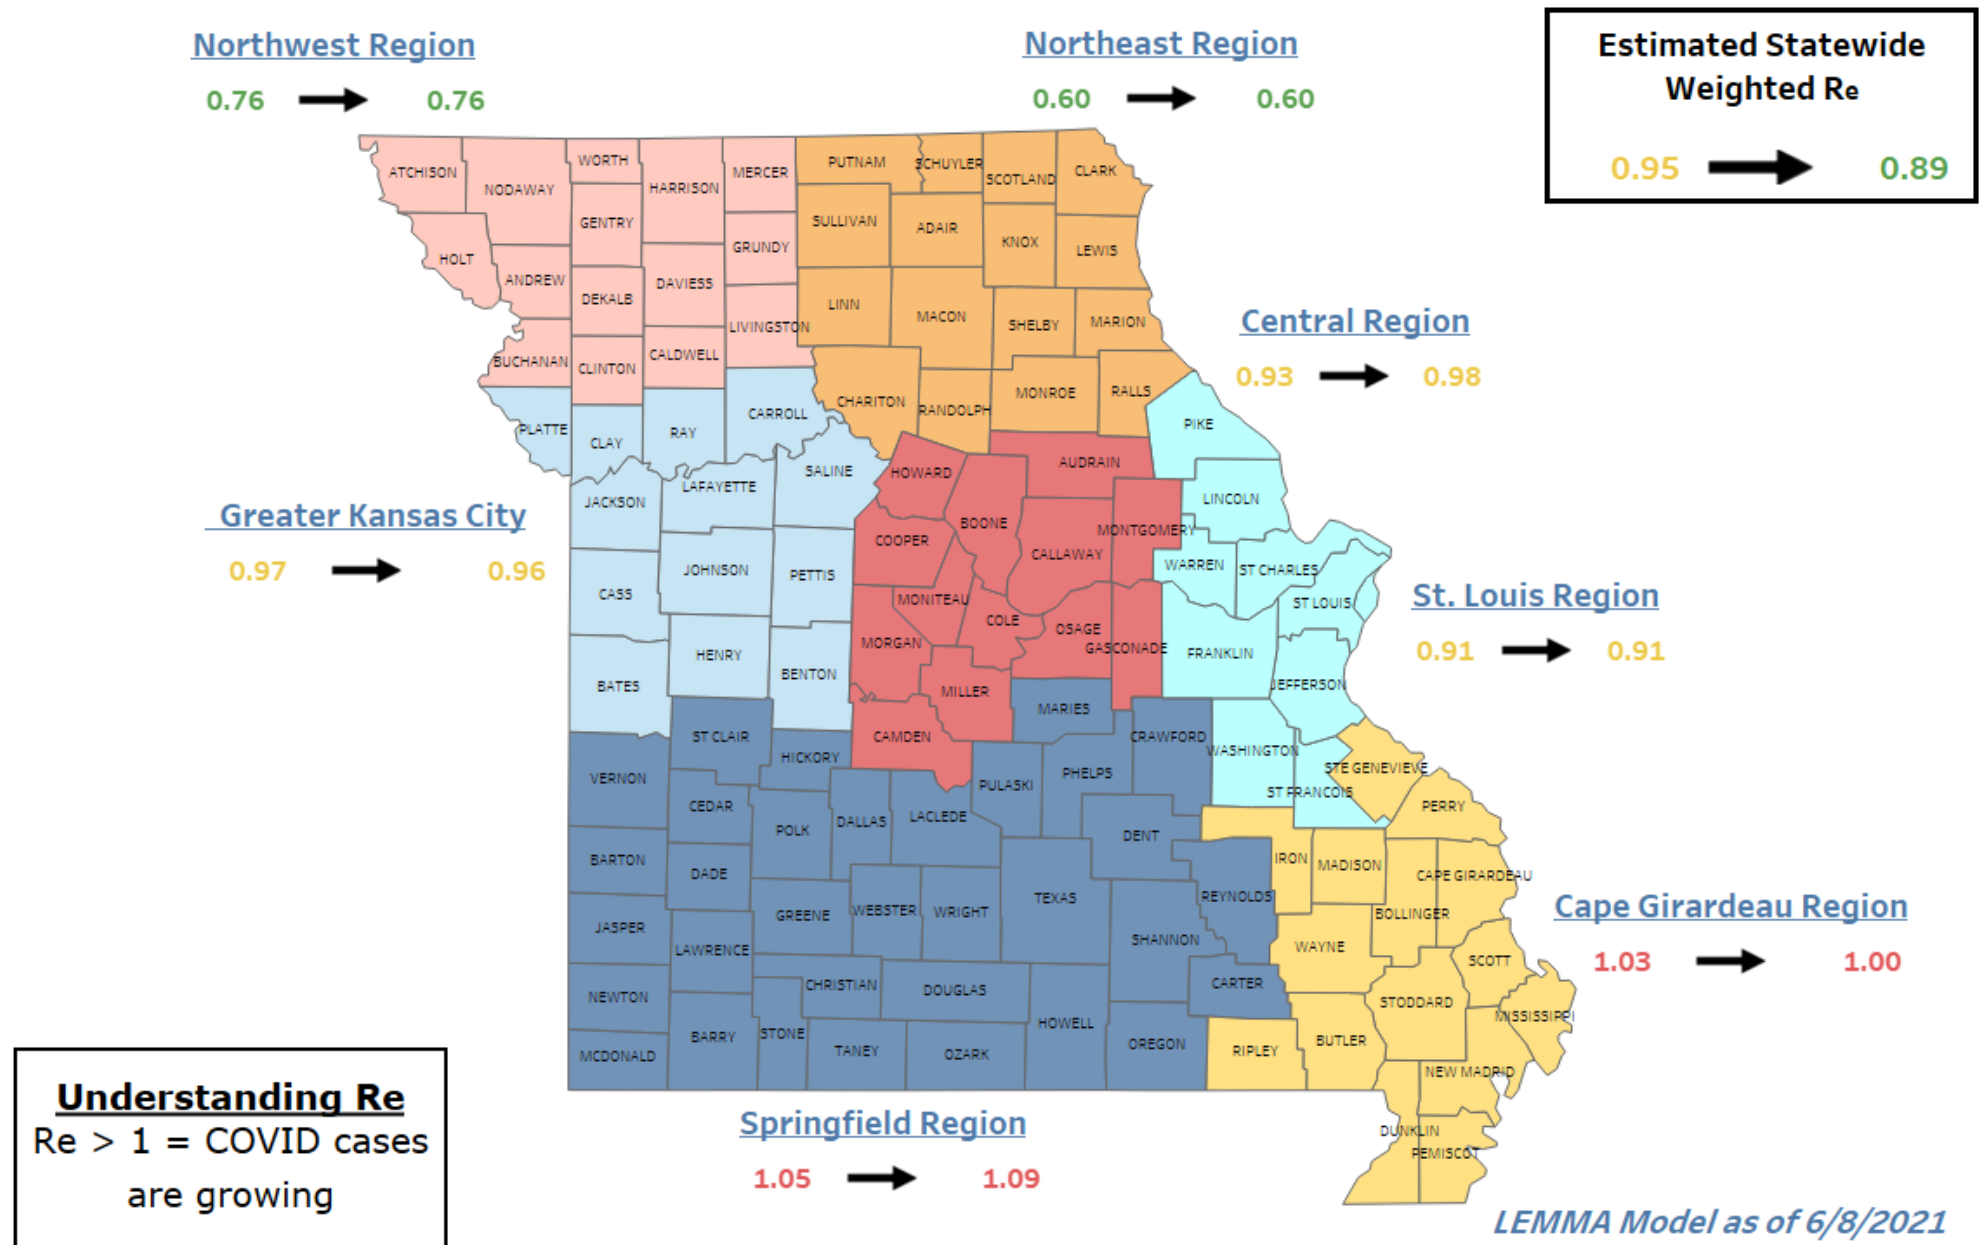 Northwest Region
0.76 0.76
Northeast Region
0.60 0.60
Estimated Statewide
Weighted Re
0.95 0.89
ATCHISON
NODAWAY
WORTH
HARRISON
MERCER
PUTNAM
SCHUYLER
SCOTLAND
CLARK
HOLT
GENTRY
GRUNDY
SULLIVAN
ADAIR
KNOX
LEWIS
ANDREW
DEKALB
DAVIESS
LIVINGSTON
LINN
MACON
SHELBY
MARION
BUCHANAN
CLINTON
CALDWELL
CHARITON
RANDOLPH
MONROE
RALLS
Central Region
0.93 0.98
PLATTE
CLAY
RAY
CARROLL
PIKE
JACKSON
LAFAYETTE
SALINE
HOWARD
AUDRAIN
LINCOLN
Greater Kansas City
0.97 0.96
BOONE
MONTGOMERY
COOPER
CALLAWAY
WARREN
ST CHARLES
CASS
JOHNSON
PETTIS
MONITEAU
COLE
OSAGE
GASCONADE
ST LOUIS
St. Louis Region
0.91 0.91
BATES
HENRY
BENTON
MORGAN
MILLER
FRANKLIN
JEFFERSON
MARIES
CAMDEN
CRAWFORD
WASHINGTON
ST CLAIR
HICKORY
VERNON
PULASKI
PHELPS
STE GENEVIEVE
ST FRANCOIS
PERRY
CEDAR
POLK
DALLAS
LACLEDE
DENT
BARTON
DADE
IRON
MADISON
CAPE GIRARDEAU
GREENE
WEBSTER
WRIGHT
TEXAS
REYNOLDS
BOLLINGER
Cape Girardeau Region
1.03 1.00
JASPER
LAWRENCE
SHANNON
WAYNE
SCOTT
NEWTON
CHRISTIAN
DOUGLAS
CARTER
STODDARD
MISSISSIPPI
MCDONALD
BARRY
STONE
TANEY
OZARK
HOWELL
OREGON
RIPLEY
BUTLER
NEW MADRID
DUNKLIN
PEMISCOT
Springfield Region
1.05 1.09
Understanding Re
Re > 1 = COVID cases
are growing
LEMMA Model as of 6/8/2021